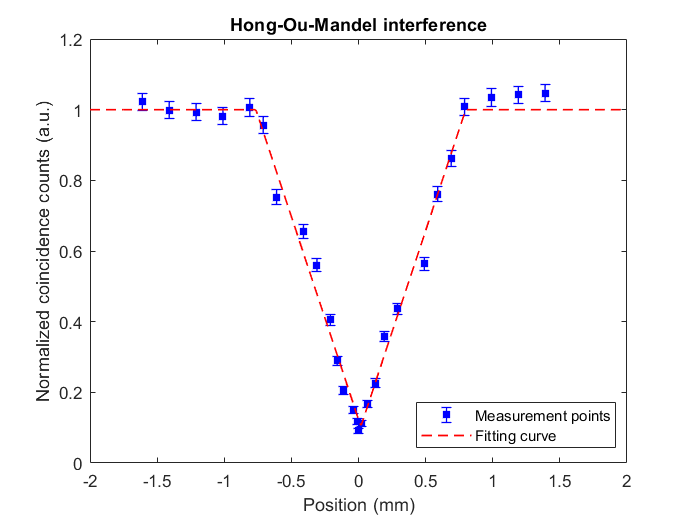 Hong-Ou-Mandel interference
Normalized coincidence counts (a.u.)
1.2
1
0.8
0.6
0.4
0.2
0
-2 -1.5 -1 -0.5 0 0.5 1 1.5 2
Position (mm)
Measurement points
Fitting curve